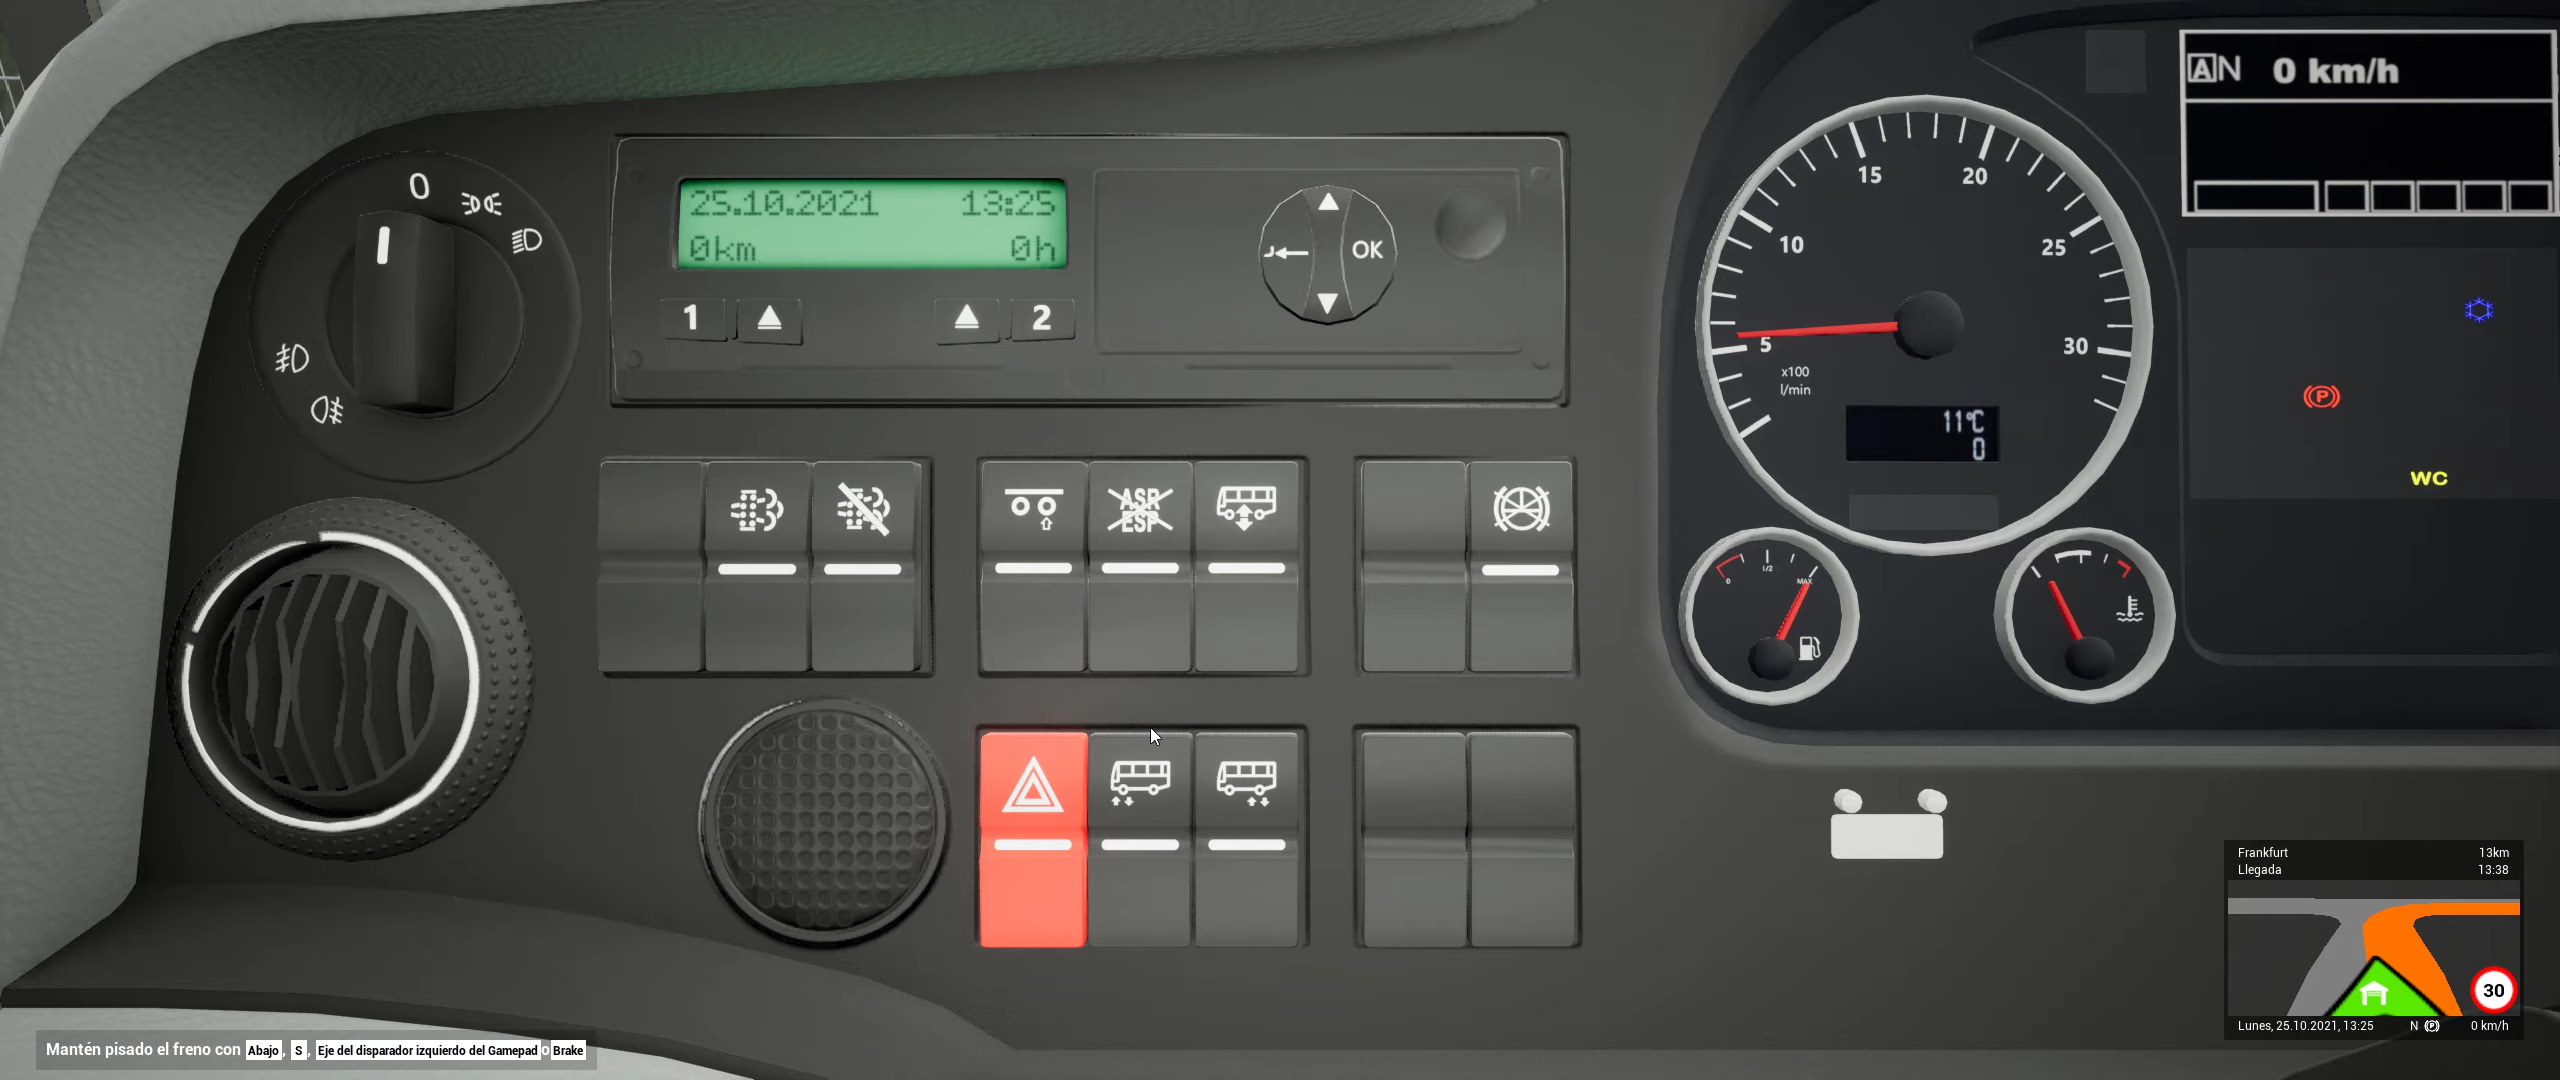 0
25.10.2021 13:25
0km 0h
1 2
OK
ASR
ESP
AN 0 km/h
5
10
15
20
25
30
x100
l/min
11°C
0
0 1/2 MAX
P
WC
Frankfurt 13km
Llegada 13:38
30
Lunes, 25.10.2021, 13:25 N P 0 km/h
Mantén pisado el freno con Abajo, S, Eje del disparador izquierdo del Gamepad o Brake